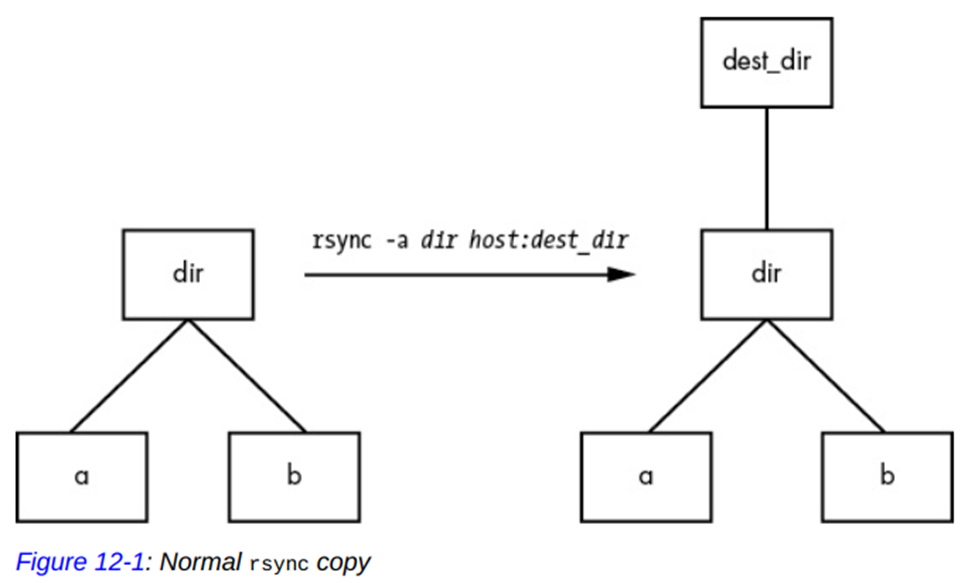 dest_dir
rsync -a dir host:dest_dir
dir
dir
a
b
a
b
Figure 12-1: Normal rsync copy